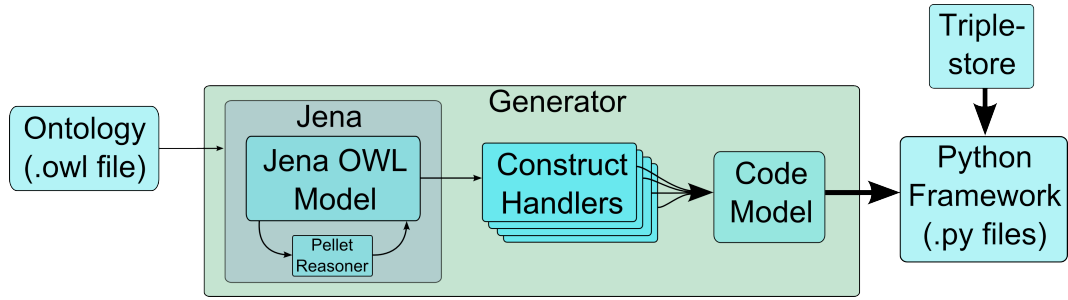 Ontology
(.owl file)
Generator
Jena
Jena OWL
Model
Pellet
Reasoner
Construct
Handlers
Code
Model
Triple-
store
Python
Framework
(.py files)